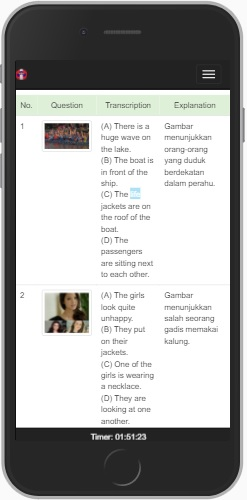 No. Question Transcription Explanation
1
(A) There is a
huge wave on
the lake.
(B) The boat is
in front of the
ship.
(C) The
jackets are on
the roof of the
boat.
(D) The
passengers
are sitting next
to each other.
Gambar
menunjukkan
orang-orang
yang duduk
berdekatan
dalam perahu.
2
(A) The girls
look quite
unhappy.
(B) They put
on their
jackets.
(C) One of the
girls is wearing
a necklace.
(D) They are
looking at one
another.
Gambar
menunjukkan
salah seorang
gadis memakai
kalung.
Timer: 01:51:23